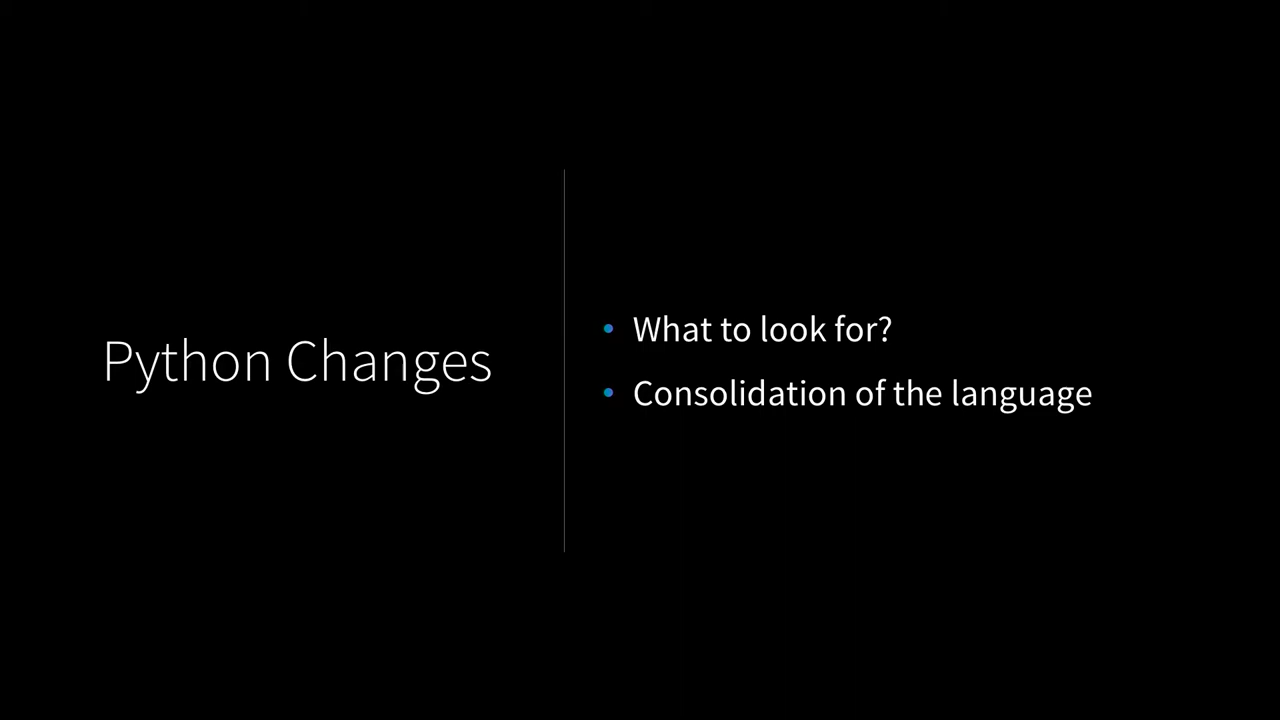 Python Changes
• What to look for?
• Consolidation of the language